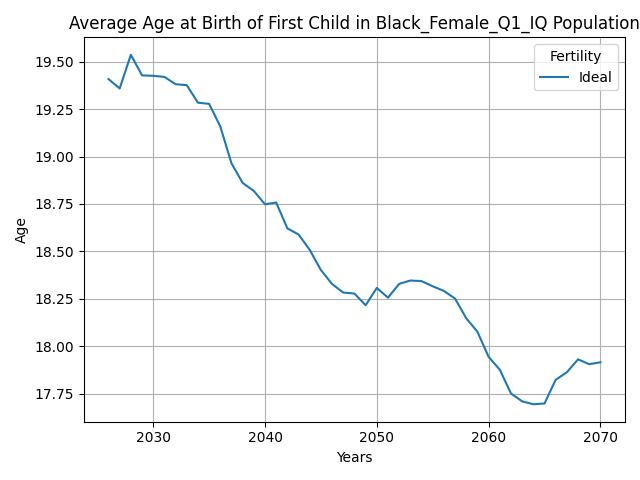 Average Age at Birth of First Child in Black_Female_Q1_IQ Population
Fertility
Ideal
19.50
19.25
19.00
18.75
18.50
18.25
18.00
17.75
Age
2030 2040 2050 2060 2070
Years